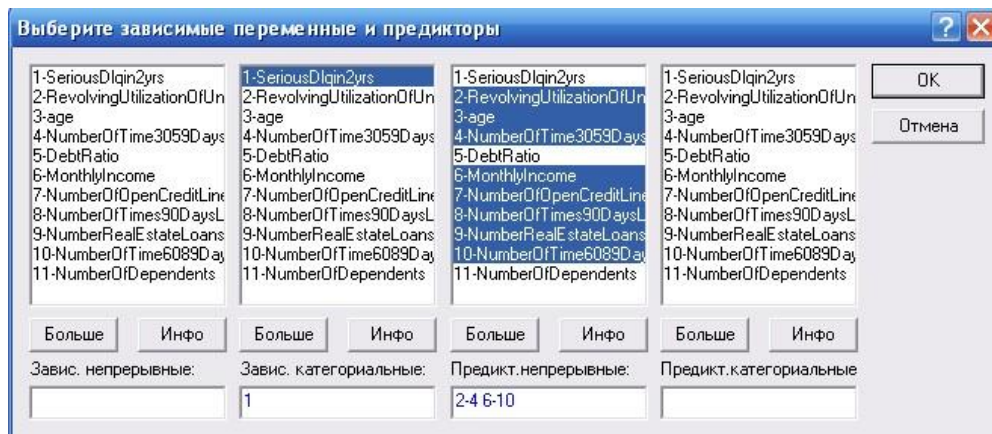 Выберите зависимые переменные и предикторы
1-SeriousDlqin2yrs
2-RevolvingUtilizationOfUn
3-age
4-NumberOfTime3059Days
5-DebtRatio
6-MonthlyIncome
7-NumberOfOpenCreditLine
8-NumberOfTimes90DaysL
9-NumberRealEstateLoans
10-NumberOfTime6089Day
11-NumberOfDependents
1-SeriousDlqin2yrs
2-RevolvingUtilizationOfUn
3-age
4-NumberOfTime3059Days
5-DebtRatio
6-MonthlyIncome
7-NumberOfOpenCreditLine
8-NumberOfTimes90DaysL
9-NumberRealEstateLoans
10-NumberOfTime6089Day
11-NumberOfDependents
1-SeriousDlqin2yrs
2-RevolvingUtilizationOfUn
3-age
4-NumberOfTime3059Days
5-DebtRatio
6-MonthlyIncome
7-NumberOfOpenCreditLine
8-NumberOfTimes90DaysL
9-NumberRealEstateLoans
10-NumberOfTime6089Day
11-NumberOfDependents
1-SeriousDlqin2yrs
2-RevolvingUtilizationOfUn
3-age
4-NumberOfTime3059Days
5-DebtRatio
6-MonthlyIncome
7-NumberOfOpenCreditLine
8-NumberOfTimes90DaysL
9-NumberRealEstateLoans
10-NumberOfTime6089Day
11-NumberOfDependents
OK
Отмена
Больше Инфо Больше Инфо Больше Инфо Больше Инфо
Завис. непрерывные: Завис. категориальные: Предикт.непрерывные: Предикт.категориальные
1 2-4 6-10